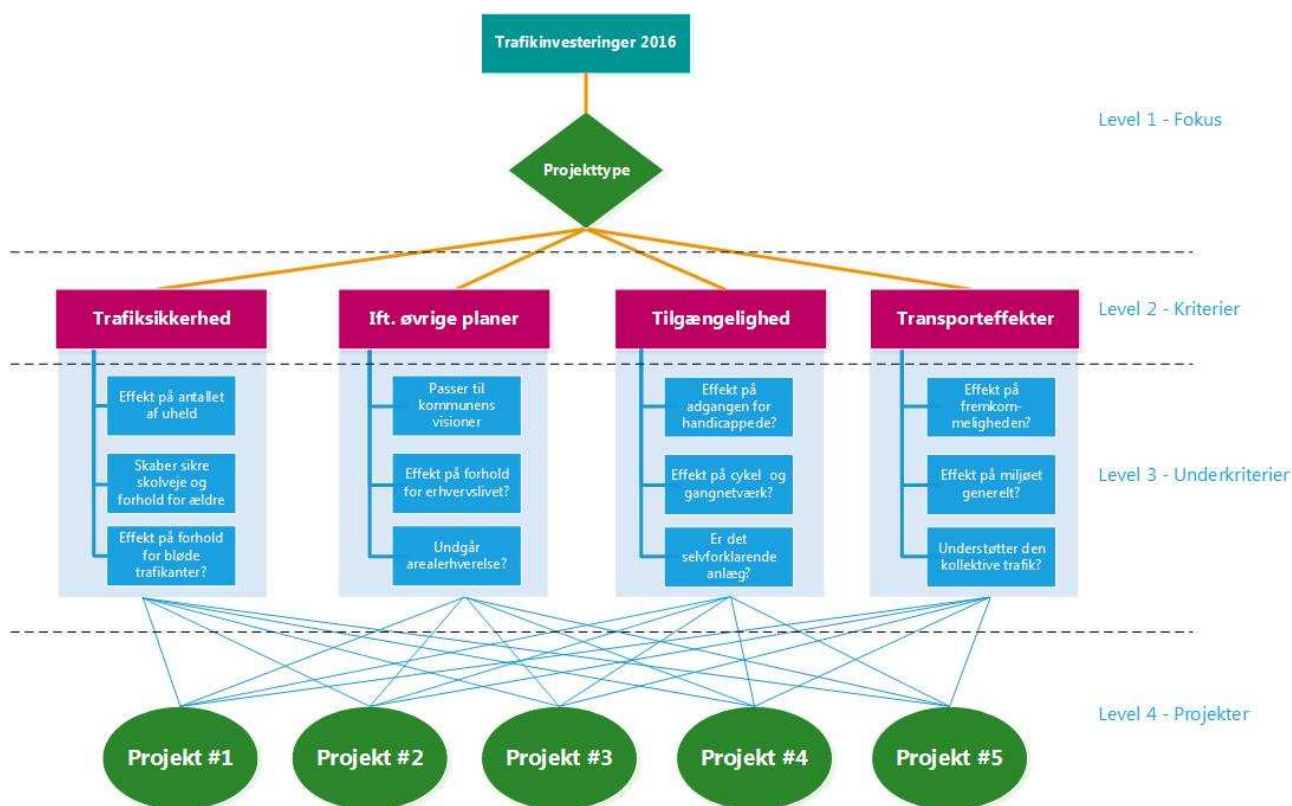 Trafikinvesteringer 2016
Level 1 - Fokus
Projekttype
Trafiksikkerhed
Ift. øvrige planer
Tilgængelighed
Transporteffekter
Level 2 - Kriterier
Effekt på antallet
af uheld
Skaber sikre
skolveje og
forhold for ældre
Effekt på forhold
for bløde
trafikanter?
Passer til
kommunens
visioner
Effekt på forhold
for erhvervslivet?
Undgår
arealerhverelse?
Effekt på
adgangen for
handicappede?
Effekt på cykel og
gangnetværk?
Er det
selvforklarende
anlæg?
Effekt på
fremkom-
meligheden?
Effekt på miljøet
generelt?
Understøtter den
kollektive trafik?
Level 3 - Underkriterier
Projekt #1
Projekt #2
Projekt #3
Projekt #4
Projekt #5
Level 4 - Projekter